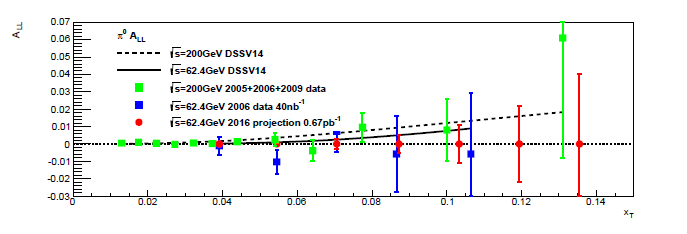 A_LL
0.07
0.06
0.05
0.04
0.03
0.02
0.01
0
-0.01
-0.02
-0.03
π⁰ A_LL
√s=200GeV DSSV14
√s=62.4GeV DSSV14
√s=200GeV 2005+2006+2009 data
√s=62.4GeV 2006 data 40nb⁻¹
√s=62.4GeV 2016 projection 0.67pb⁻¹
0 0.02 0.04 0.06 0.08 0.1 0.12 0.14
x_T